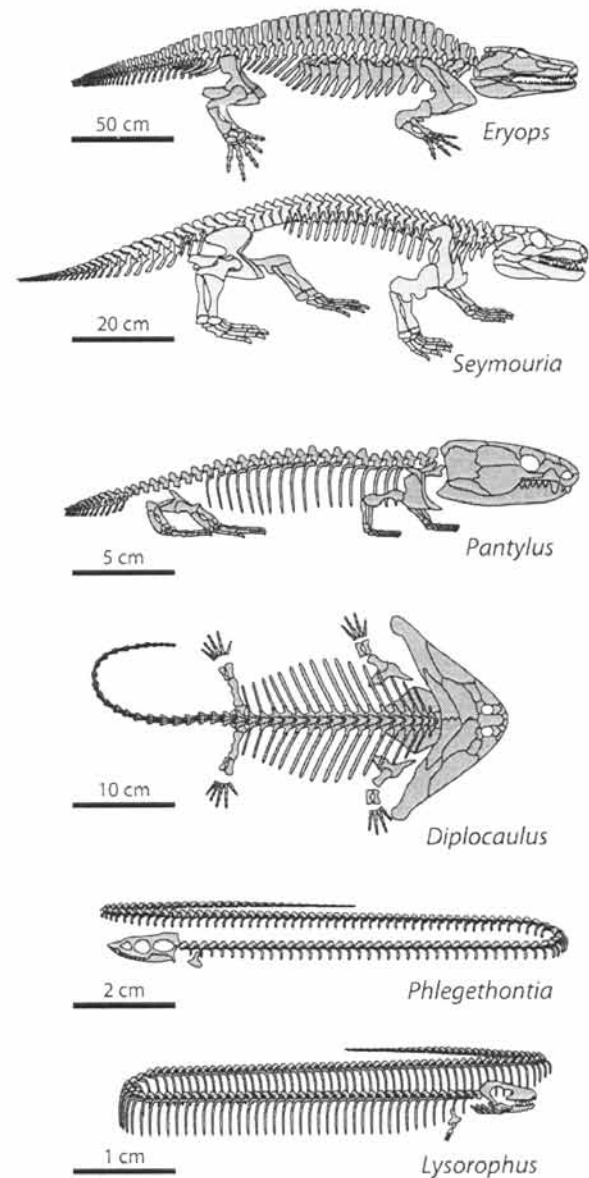 50 cm
Eryops
20 cm
Seymouria
5 cm
Pantylus
10 cm
Diplocaulus
2 cm
Phlegethontia
1 cm
Lysorophus